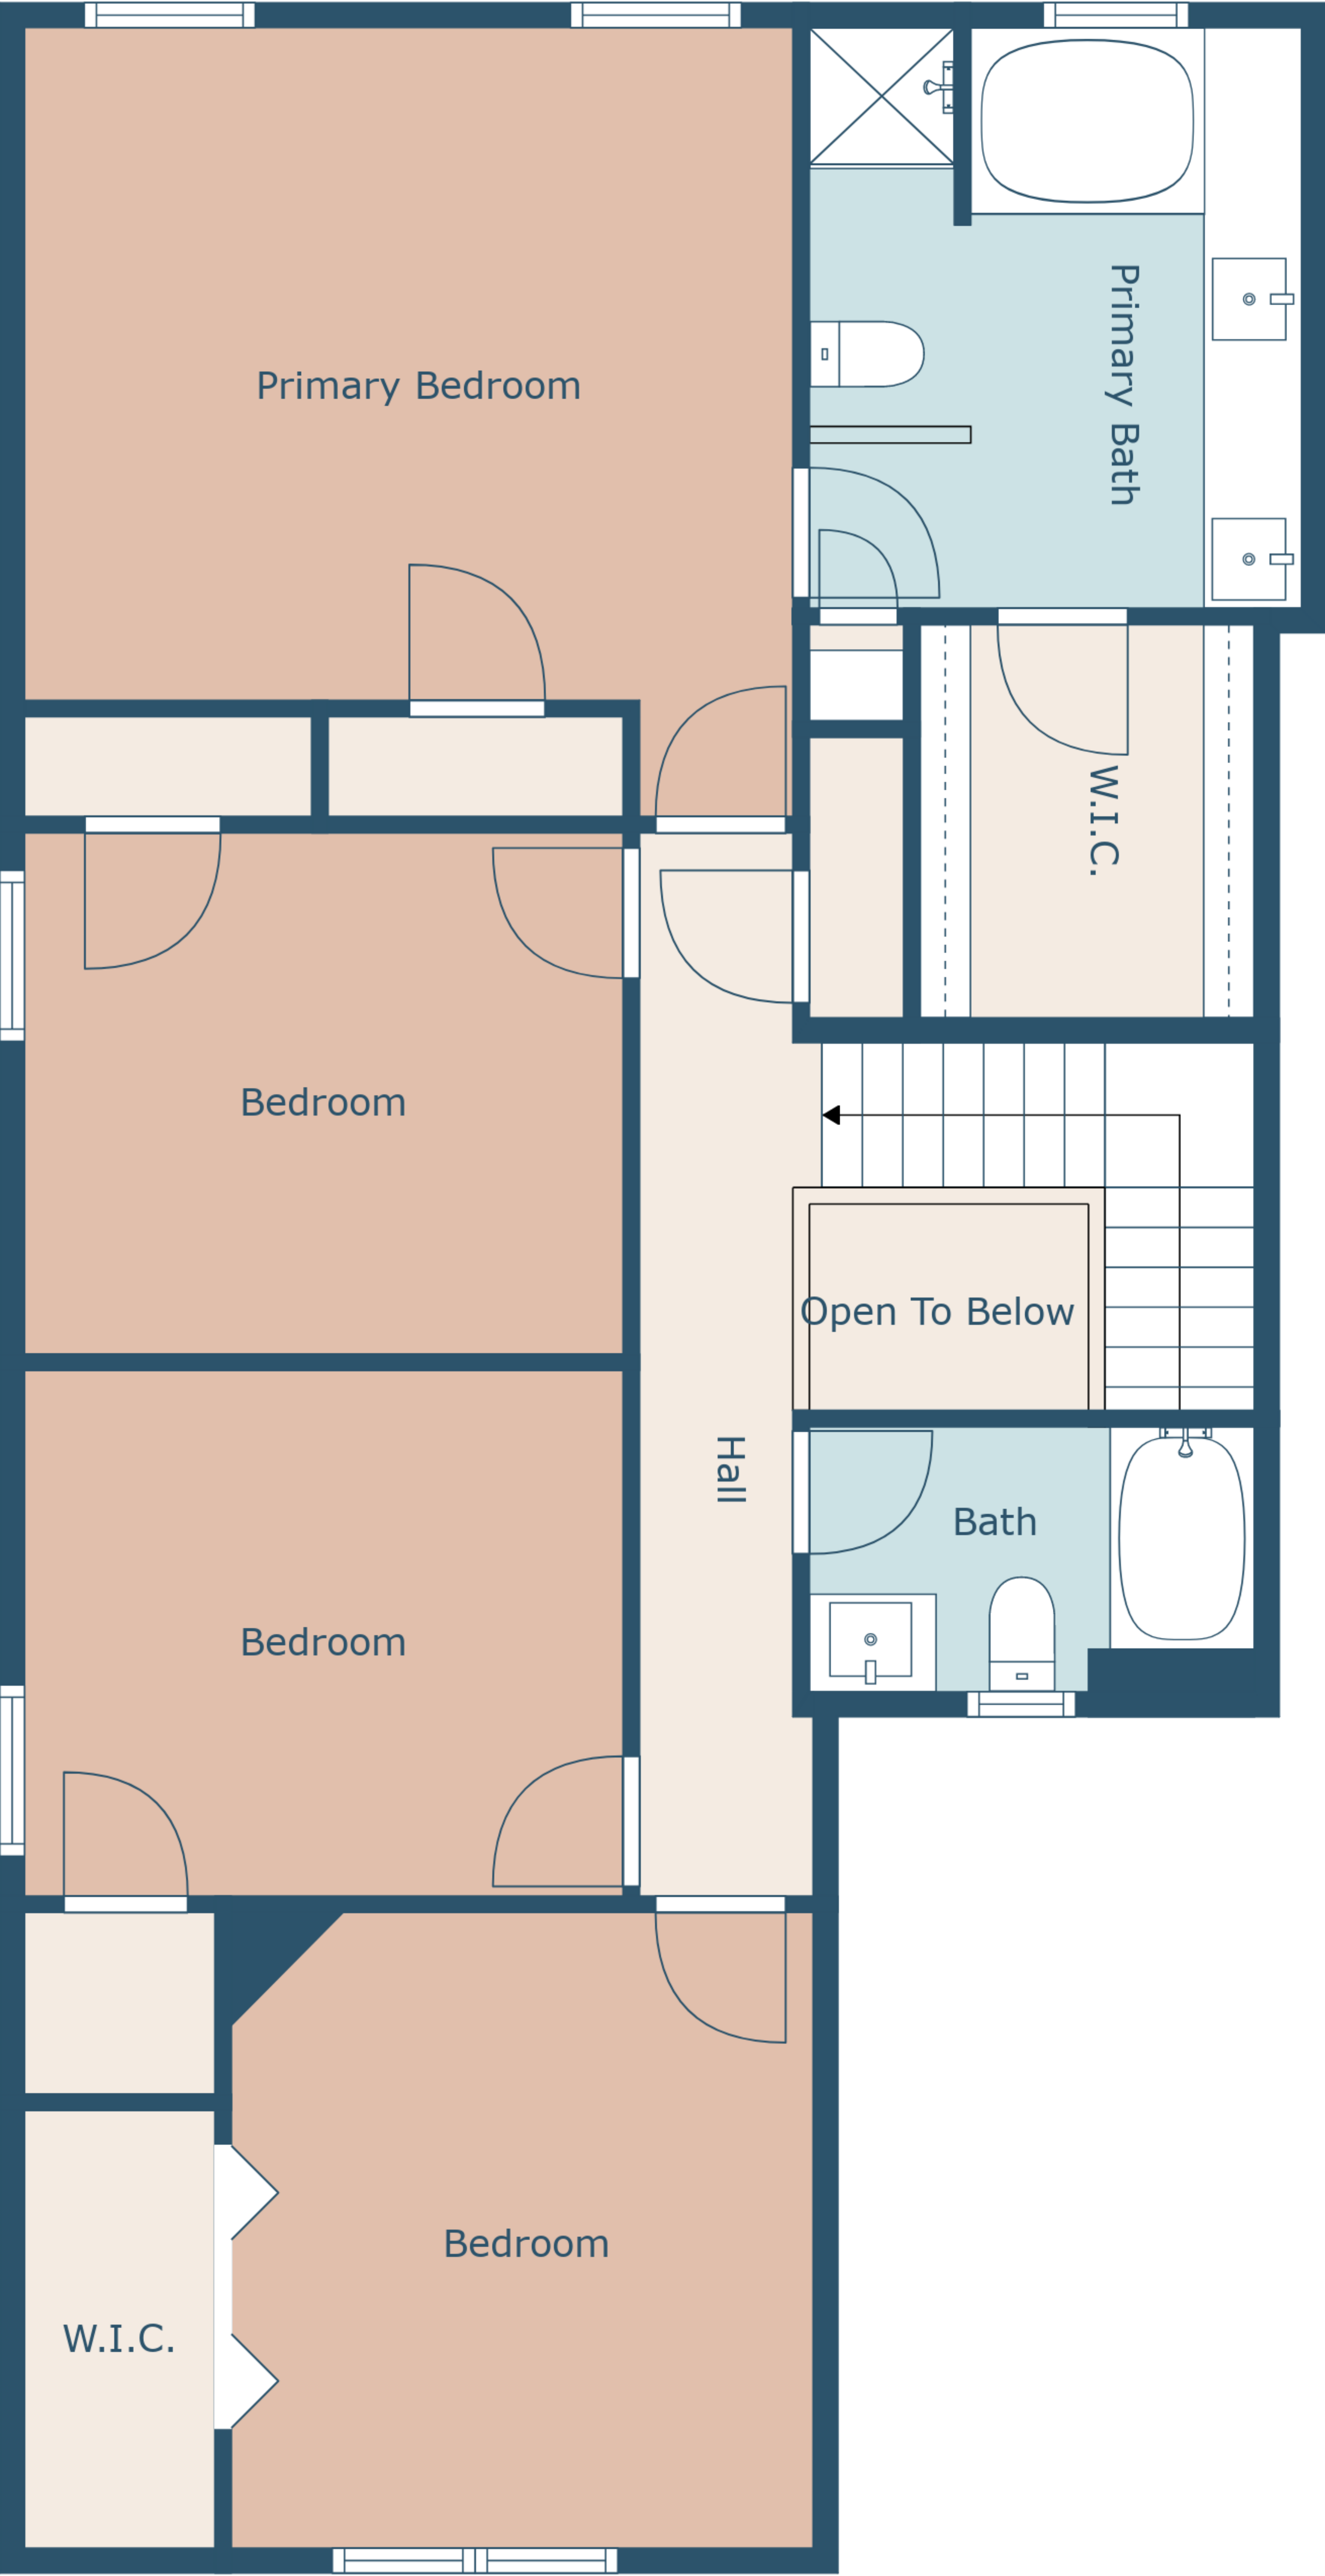 Primary Bedroom
Primary Bath
W.I.C.
Bedroom
Open To Below
Hall
Bath
Bedroom
Bedroom
W.I.C.